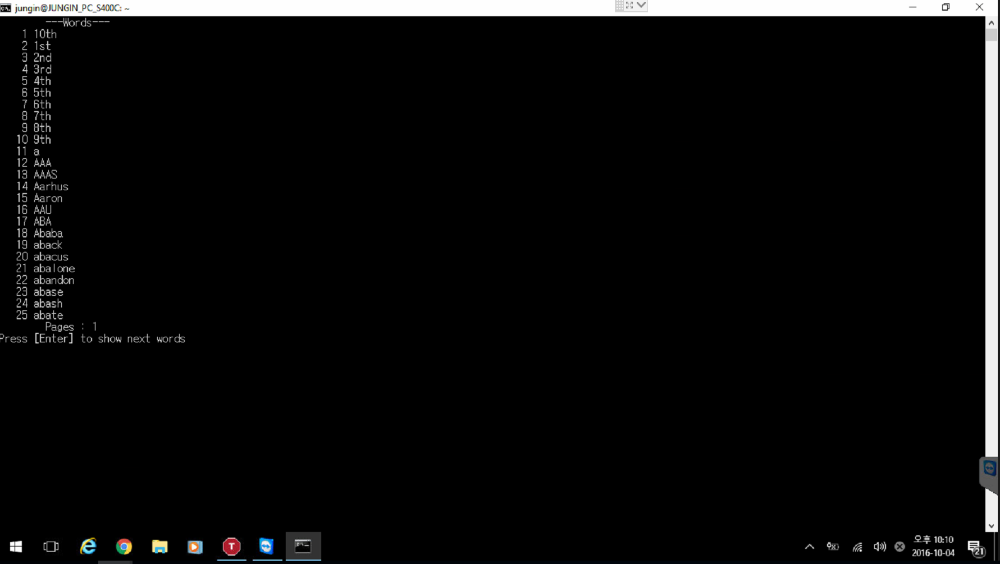 jungin@JUNGIN_PC_S400C: ~
---Words---
1 10th
2 1st
3 2nd
4 3rd
5 4th
6 5th
7 6th
8 7th
9 8th
10 9th
11 a
12 AAA
13 AAAS
14 Aarhus
15 Aaron
16 AAU
17 ABA
18 Ababa
19 aback
20 abacus
21 abalone
22 abandon
23 abase
24 abash
25 abate
Pages : 1
Press [Enter] to show next words
T
오후 10:10
2016-10-04
21